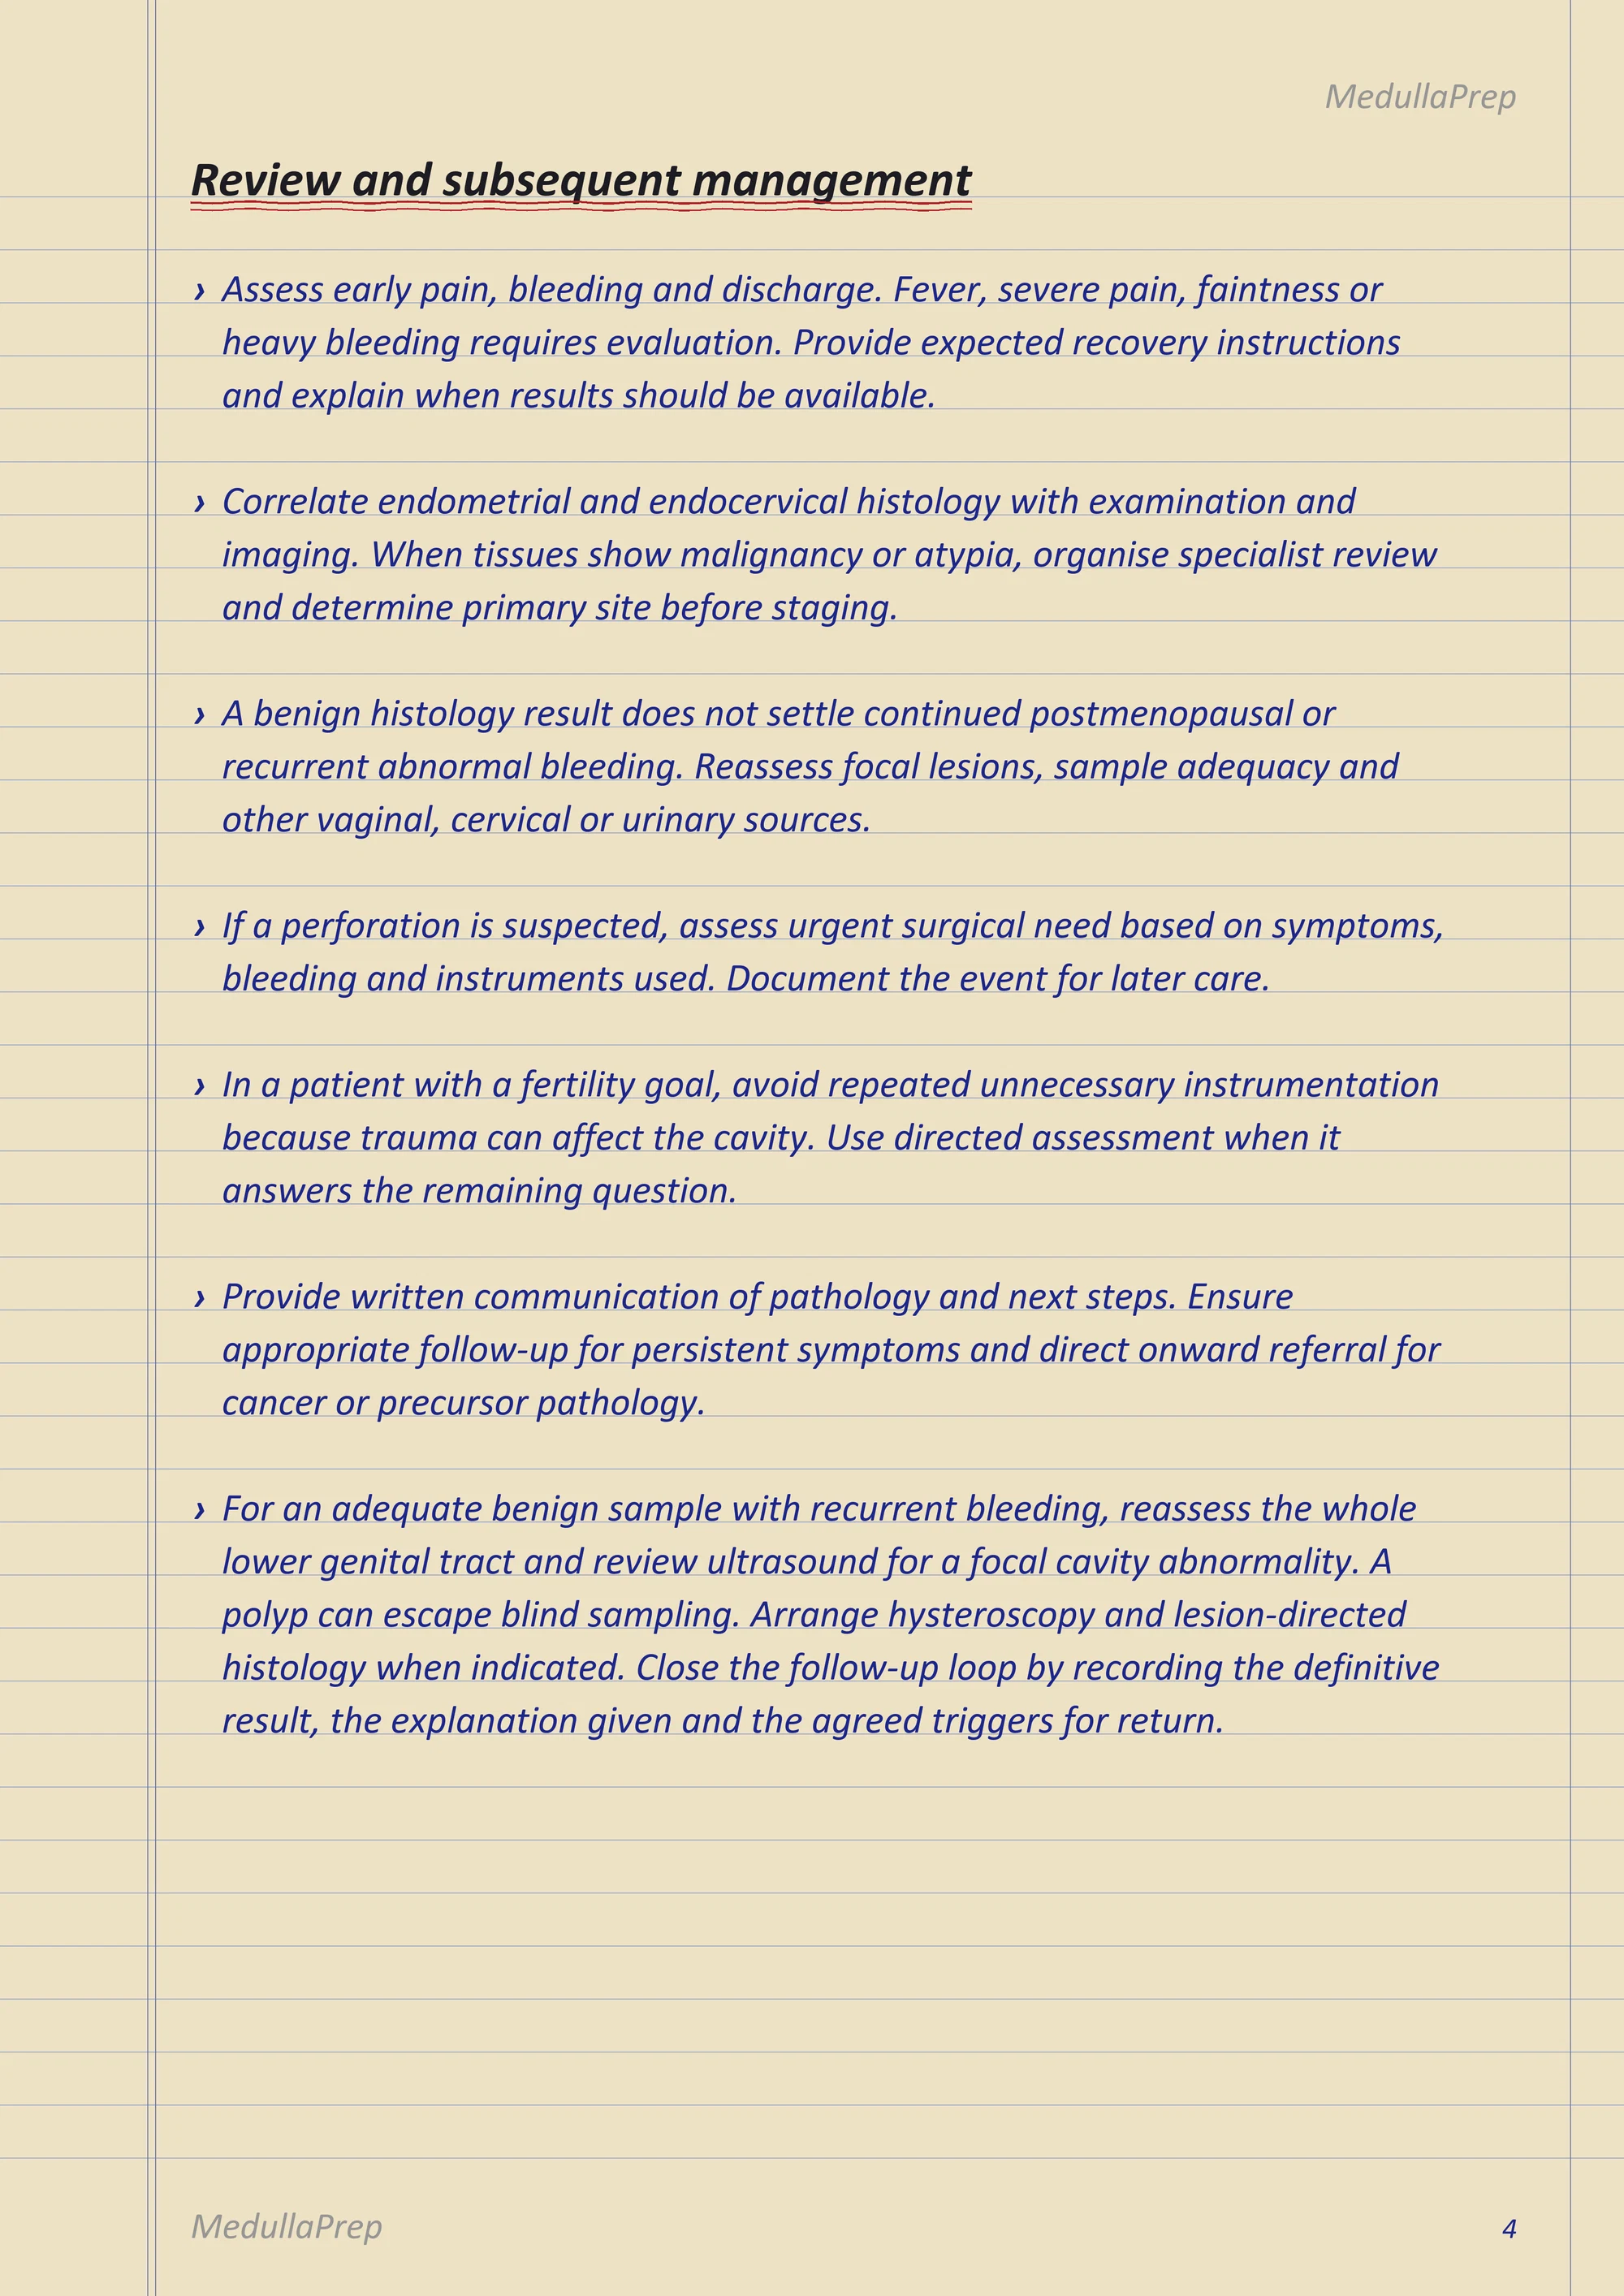 MedullaPrep
Review and subsequent management
› Assess early pain, bleeding and discharge. Fever, severe pain, faintness or
heavy bleeding requires evaluation. Provide expected recovery instructions
and explain when results should be available.
› Correlate endometrial and endocervical histology with examination and
imaging. When tissues show malignancy or atypia, organise specialist review
and determine primary site before staging.
› A benign histology result does not settle continued postmenopausal or
recurrent abnormal bleeding. Reassess focal lesions, sample adequacy and
other vaginal, cervical or urinary sources.
› If a perforation is suspected, assess urgent surgical need based on symptoms,
bleeding and instruments used. Document the event for later care.
› In a patient with a fertility goal, avoid repeated unnecessary instrumentation
because trauma can affect the cavity. Use directed assessment when it
answers the remaining question.
› Provide written communication of pathology and next steps. Ensure
appropriate follow-up for persistent symptoms and direct onward referral for
cancer or precursor pathology.
› For an adequate benign sample with recurrent bleeding, reassess the whole
lower genital tract and review ultrasound for a focal cavity abnormality. A
polyp can escape blind sampling. Arrange hysteroscopy and lesion-directed
histology when indicated. Close the follow-up loop by recording the definitive
result, the explanation given and the agreed triggers for return.
MedullaPrep
4